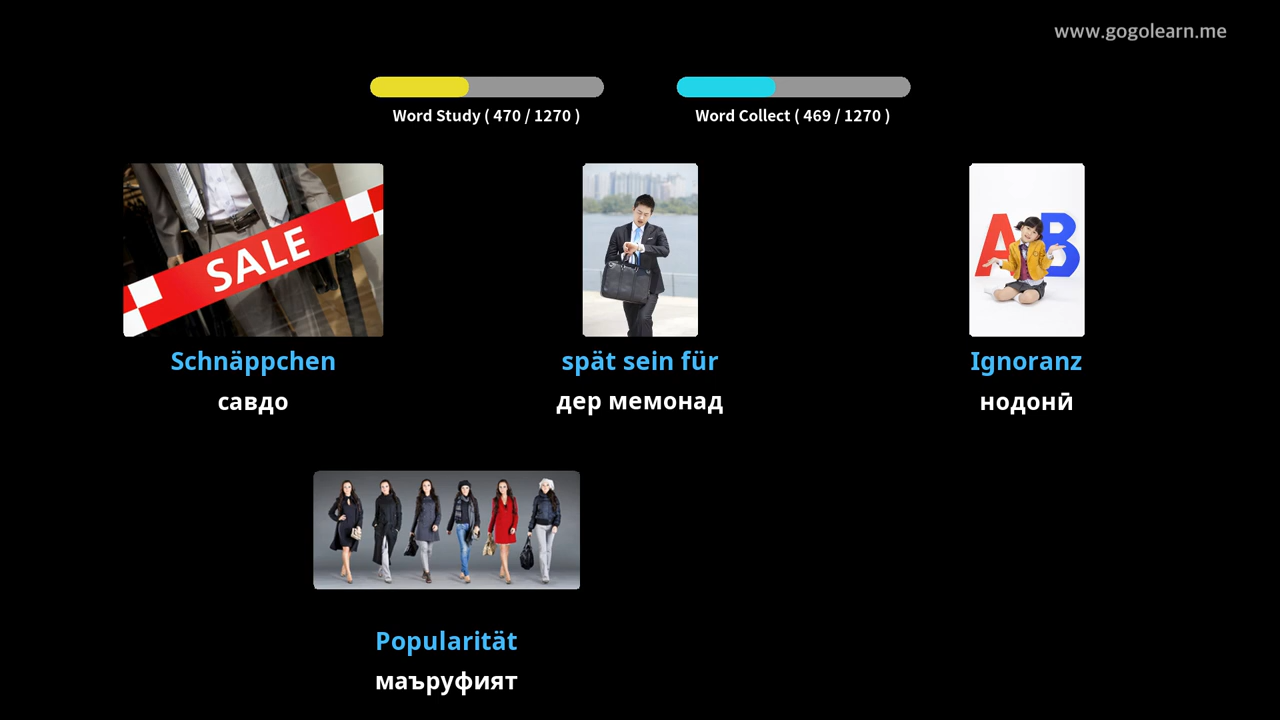 www.gogolearn.me
Word Study ( 470 / 1270 )
Word Collect ( 469 / 1270 )
SALE
A B
Schnäppchen
савдо
spät sein für
дер мемонад
Ignoranz
нодонӣ
Popularität
маъруфият